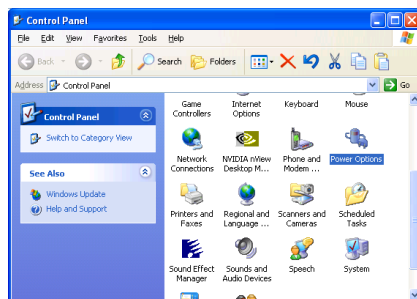 Control Panel
File Edit View Favorites Tools Help
Back Search Folders
Address Control Panel Go
Control Panel
Switch to Category View
See Also
Windows Update
Help and Support
Game Controllers
Internet Options
Keyboard
Mouse
Network Connections
NVIDIA nView Desktop M...
Phone and Modem ...
Power Options
Printers and Faxes
Regional and Language ...
Scanners and Cameras
Scheduled Tasks
Sound Effect Manager
Sounds and Audio Devices
Speech
System